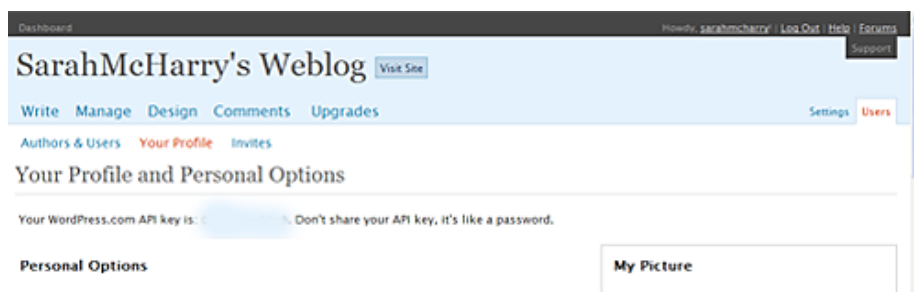 Dashboard Howdy, sarahmcharry! | Log Out | Help | Forums
Support
SarahMcHarry's Weblog Visit Site
Write Manage Design Comments Upgrades Settings Users
Authors & Users Your Profile Invites
Your Profile and Personal Options
Your WordPress.com API key is: . Don't share your API key, it's like a password.
Personal Options My Picture